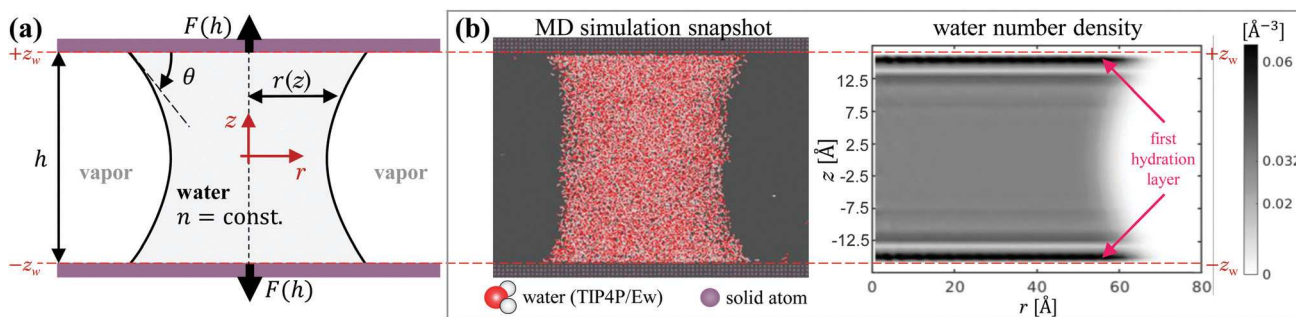 (a)
F(h)
+z_w
θ
r(z)
z
h
r
vapor
vapor
water
n = const.
−z_w
F(h)
(b)
MD simulation snapshot
water number density
[Å⁻³]
+z_w
0.06
12.5
7.5
2.5
-2.5
-7.5
-12.5
z [Å]
first
hydration
layer
0.032
0.02
0
−z_w
0 20 40 60 80
r [Å]
water (TIP4P/Ew)
solid atom